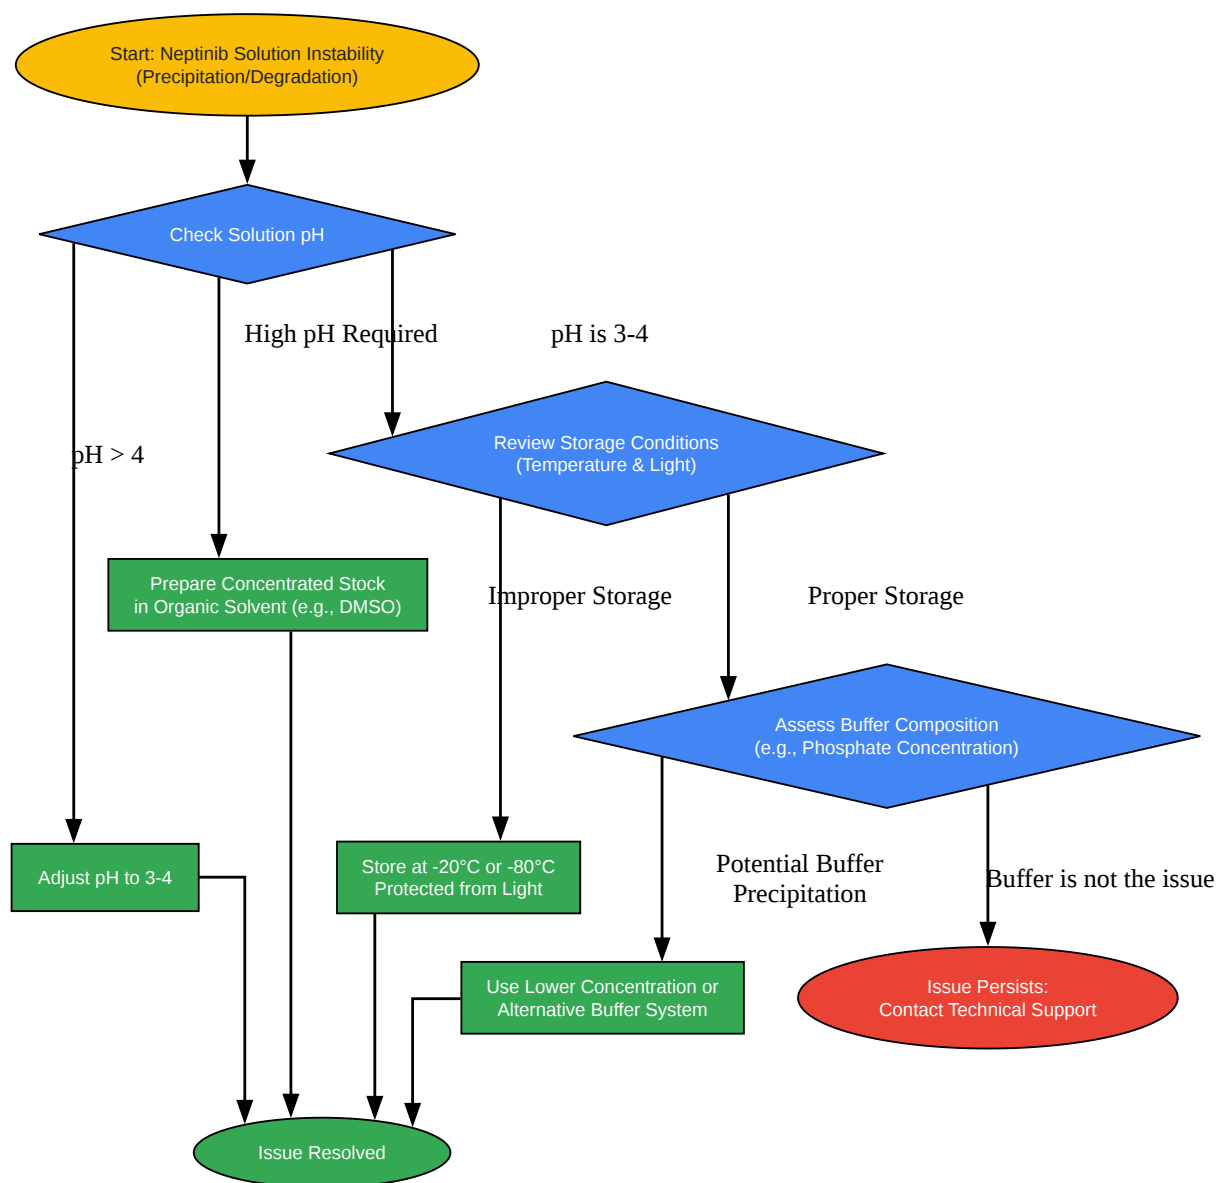 Start: Neptinib Solution Instability
(Precipitation/Degradation)
Check Solution pH
High pH Required
pH is 3-4
pH > 4
Review Storage Conditions
(Temperature & Light)
Prepare Concentrated Stock
in Organic Solvent (e.g., DMSO)
Improper Storage
Proper Storage
Assess Buffer Composition
(e.g., Phosphate Concentration)
Adjust pH to 3-4
Store at -20°C or -80°C
Protected from Light
Potential Buffer
Precipitation
Buffer is not the issue
Use Lower Concentration or
Alternative Buffer System
Issue Persists:
Contact Technical Support
Issue Resolved